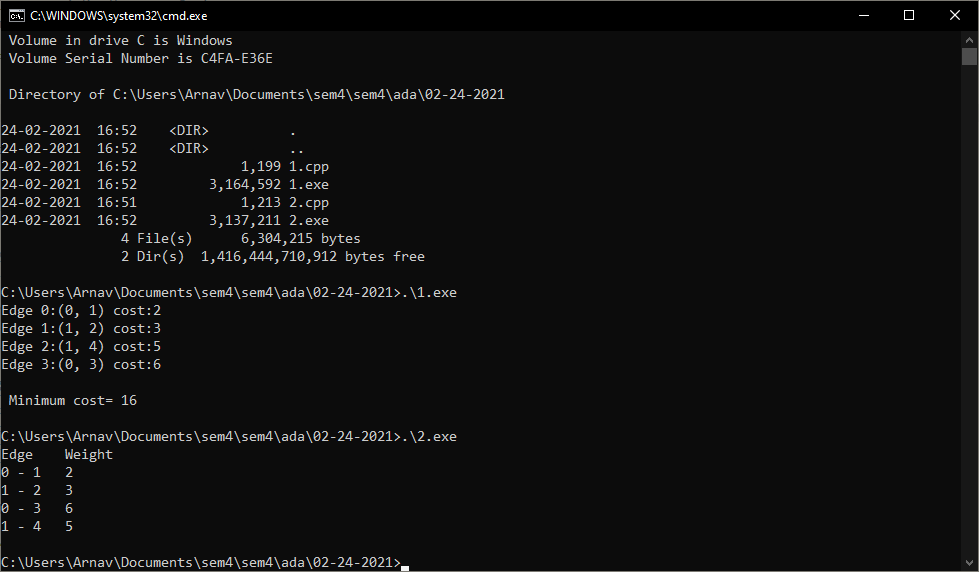 C:\WINDOWS\system32\cmd.exe
 Volume in drive C is Windows
 Volume Serial Number is C4FA-E36E

 Directory of C:\Users\Arnav\Documents\sem4\sem4\ada\02-24-2021

24-02-2021  16:52    <DIR>          .
24-02-2021  16:52    <DIR>          ..
24-02-2021  16:52             1,199 1.cpp
24-02-2021  16:52         3,164,592 1.exe
24-02-2021  16:51             1,213 2.cpp
24-02-2021  16:52         3,137,211 2.exe
               4 File(s)      6,304,215 bytes
               2 Dir(s)  1,416,444,710,912 bytes free

C:\Users\Arnav\Documents\sem4\sem4\ada\02-24-2021>.\1.exe
Edge 0:(0, 1) cost:2
Edge 1:(1, 2) cost:3
Edge 2:(1, 4) cost:5
Edge 3:(0, 3) cost:6

 Minimum cost= 16

C:\Users\Arnav\Documents\sem4\sem4\ada\02-24-2021>.\2.exe
Edge    Weight
0 - 1   2
1 - 2   3
0 - 3   6
1 - 4   5

C:\Users\Arnav\Documents\sem4\sem4\ada\02-24-2021>